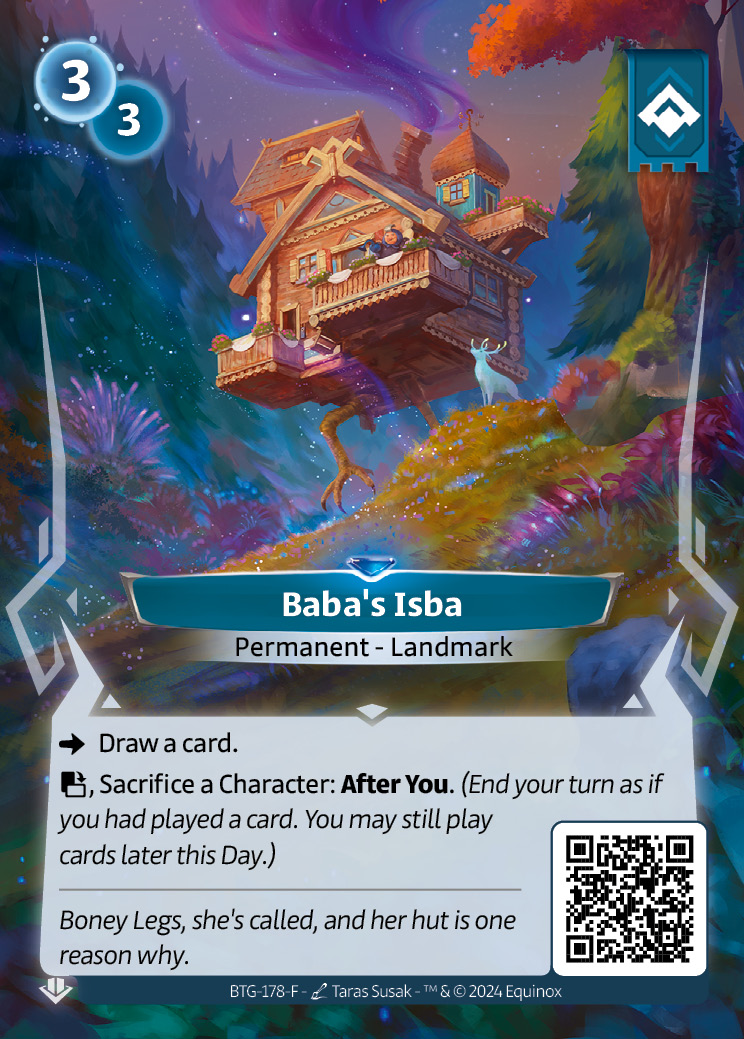 3
3
Baba's Isba
Permanent - Landmark
Draw a card.
, Sacrifice a Character: After You. (End your turn as if
you had played a card. You may still play
cards later this Day.)
Boney Legs, she's called, and her hut is one
reason why.
BTG-178-F - Taras Susak - ™ & © 2024 Equinox